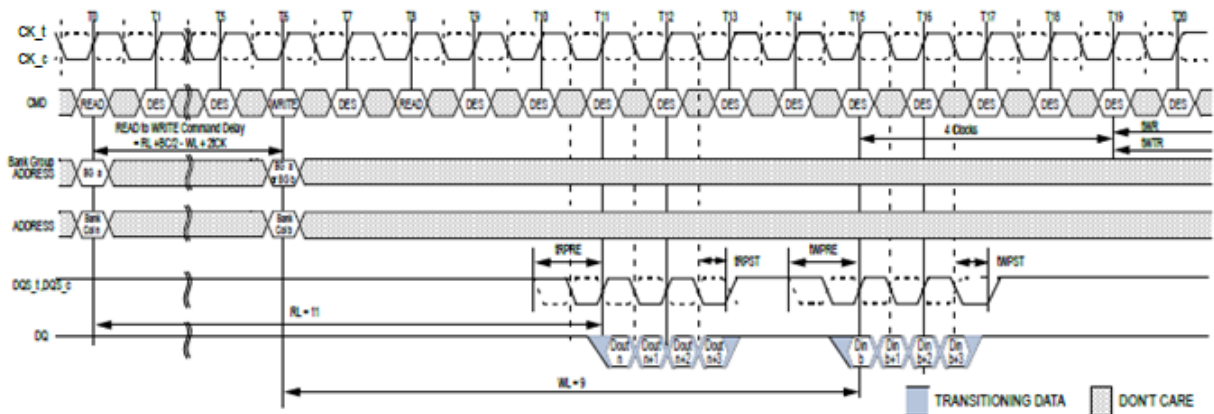 T0 T1 T5 T6 T7 T8 T9 T10 T11 T12 T13 T14 T15 T16 T17 T18 T19 T20
CK_t
CK_c
CMD READ DES DES WRITE DES READ DES DES DES DES DES DES DES DES DES DES DES DES
READ to WRITE Command Delay
= RL +BC/2 - WL + 2tCK
4 Clocks
tWR
tWTR
Bank Group
ADDRESS
BG a
BG a
or BG b
ADDRESS
Bank
Col n
Bank
Col b
tRPRE
tRPST
tWPRE
tWPST
DQS_t,DQS_c
RL = 11
DQ
Dout
n
Dout
n+1
Dout
n+2
Dout
n+3
Din
b
Din
b+1
Din
b+2
Din
b+3
WL = 9
TRANSITIONING DATA
DON'T CARE